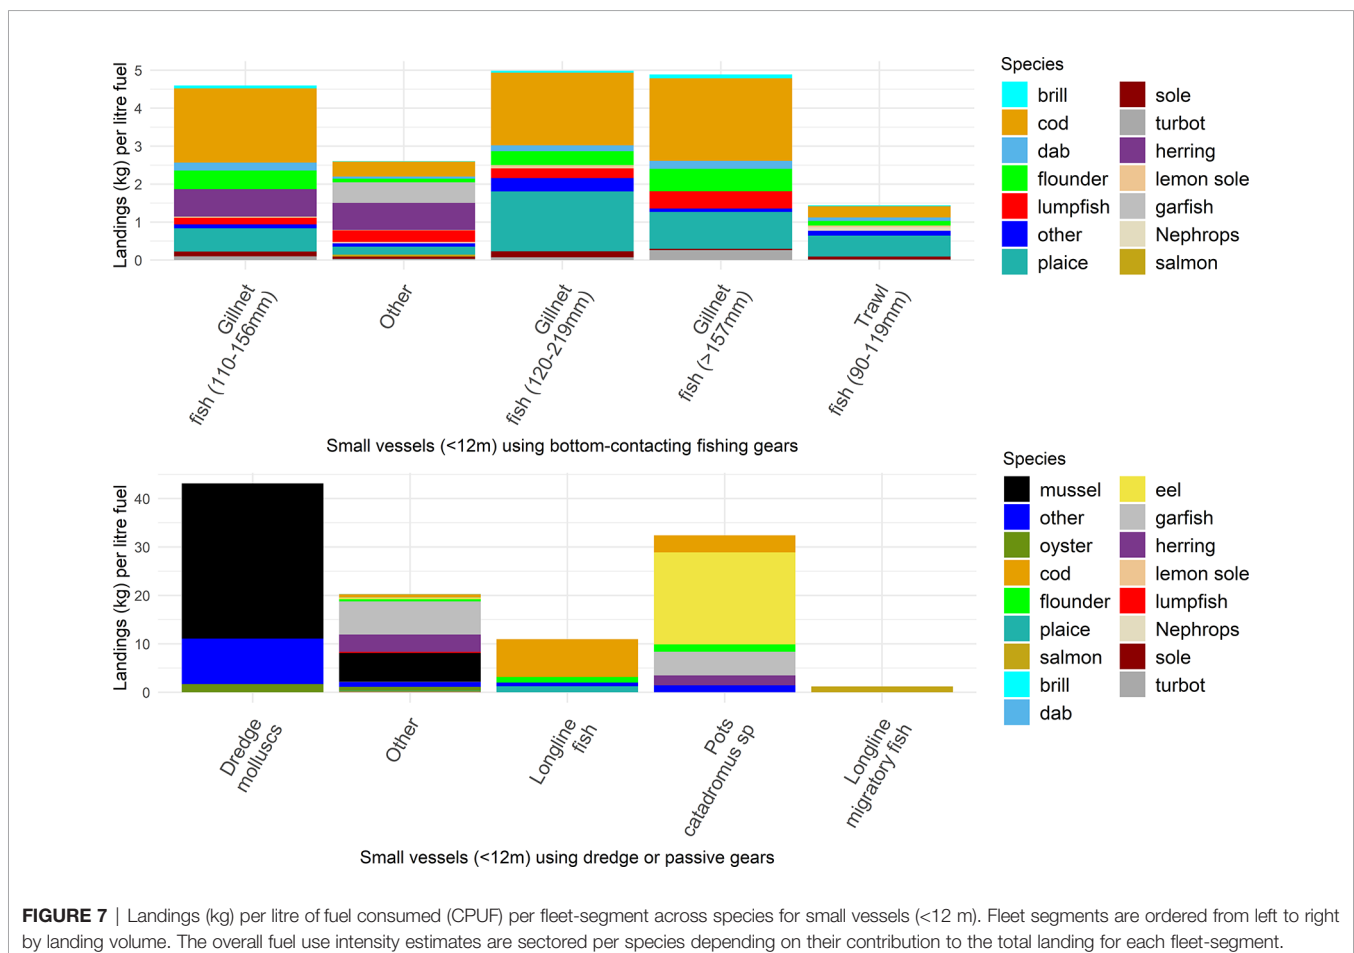 Landings (kg) per litre fuel
5
4
3
2
1
0
Gillnet
fish (110-156mm)
Other
Gillnet
fish (120-219mm)
Gillnet
fish (>157mm)
Trawl
fish (90-119mm)
Small vessels (<12m) using bottom-contacting fishing gears
Species
brill
cod
dab
flounder
lumpfish
other
plaice
sole
turbot
herring
lemon sole
garfish
Nephrops
salmon
Landings (kg) per litre fuel
40
30
20
10
0
Dredge
molluscs
Other
Longline
fish
Pots
catadromus sp
Longline
migratory fish
Small vessels (<12m) using dredge or passive gears
Species
mussel
other
oyster
cod
flounder
plaice
salmon
brill
dab
eel
garfish
herring
lemon sole
lumpfish
Nephrops
sole
turbot
FIGURE 7 | Landings (kg) per litre of fuel consumed (CPUF) per fleet-segment across species for small vessels (<12 m). Fleet segments are ordered from left to right
by landing volume. The overall fuel use intensity estimates are sectored per species depending on their contribution to the total landing for each fleet-segment.